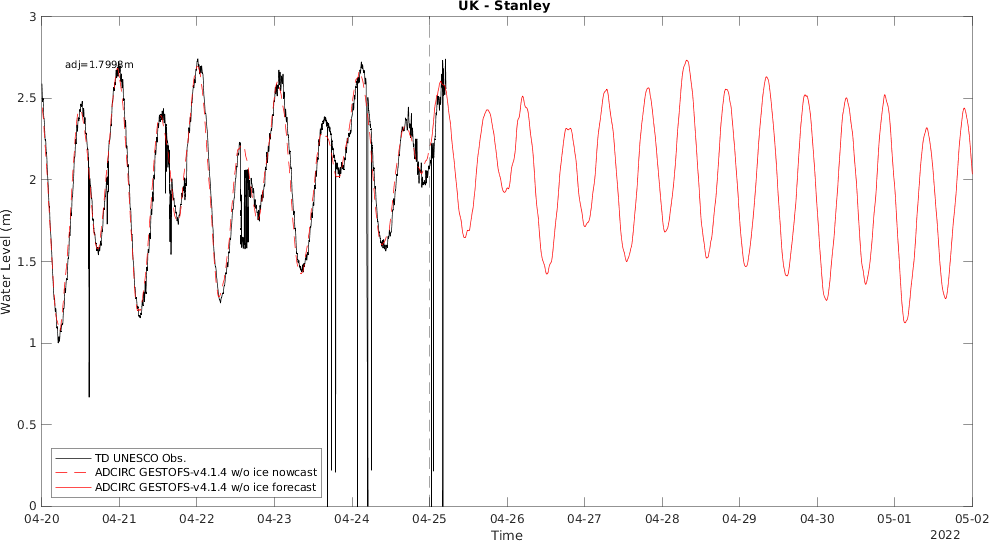 UK - Stanley
3
adj=1.7998m
2.5
2
1.5
1
0.5
0
Water Level (m)
TD UNESCO Obs.
ADCIRC GESTOFS-v4.1.4 w/o ice nowcast
ADCIRC GESTOFS-v4.1.4 w/o ice forecast
04-20 04-21 04-22 04-23 04-24 04-25 04-26 04-27 04-28 04-29 04-30 05-01 05-02
Time
2022